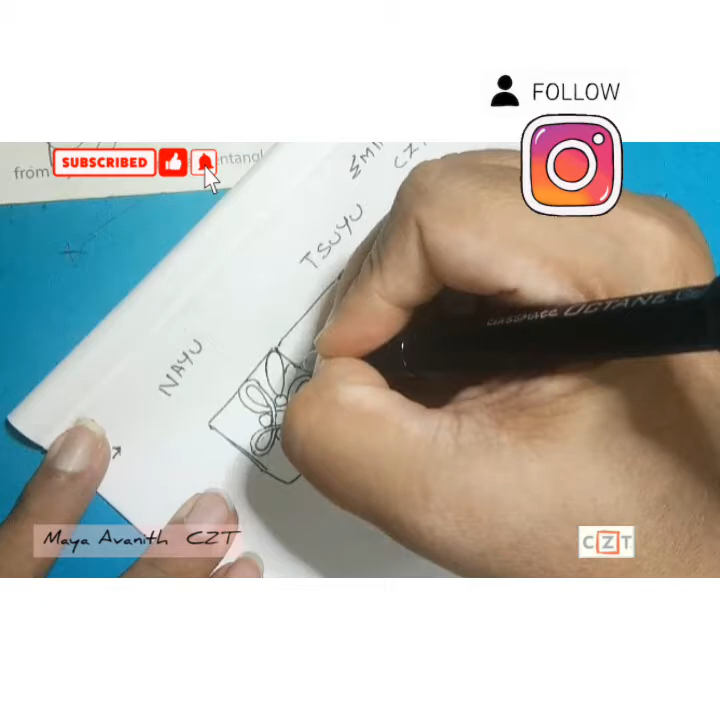 FOLLOW
SUBSCRIBED
from
TSUYU
NAYU
OCTANE
Maya Avanith CZT
CZT